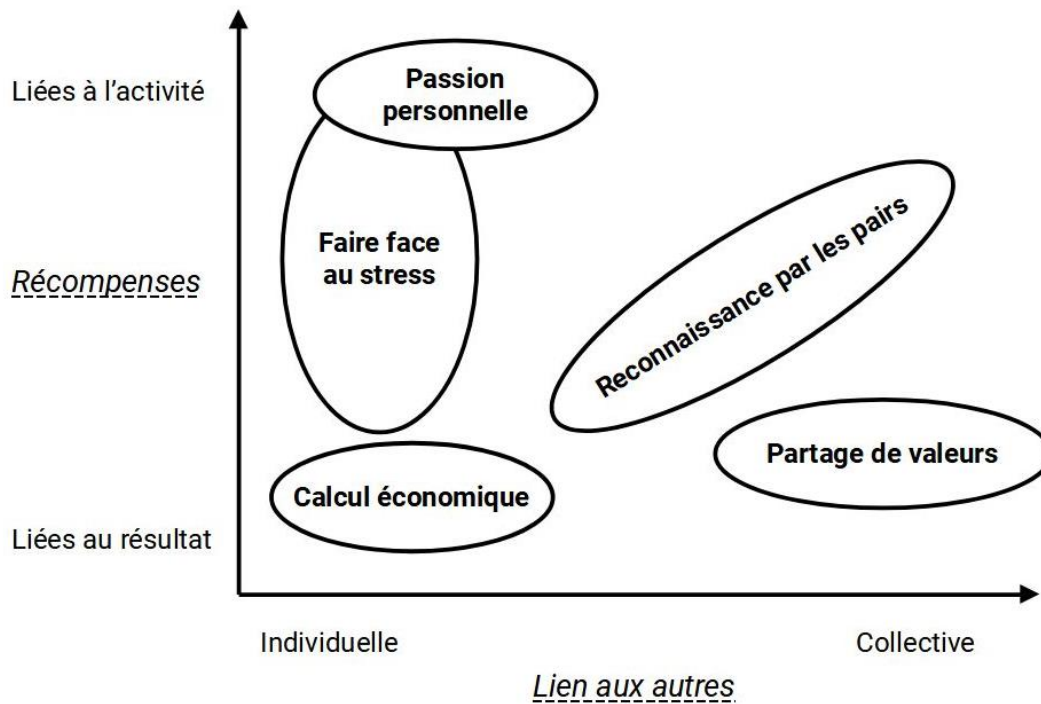 Liées à l'activité
Passion
personnelle
Faire face
au stress
Récompenses
Reconnaissance par les pairs
Partage de valeurs
Calcul économique
Liées au résultat
Individuelle
Collective
Lien aux autres